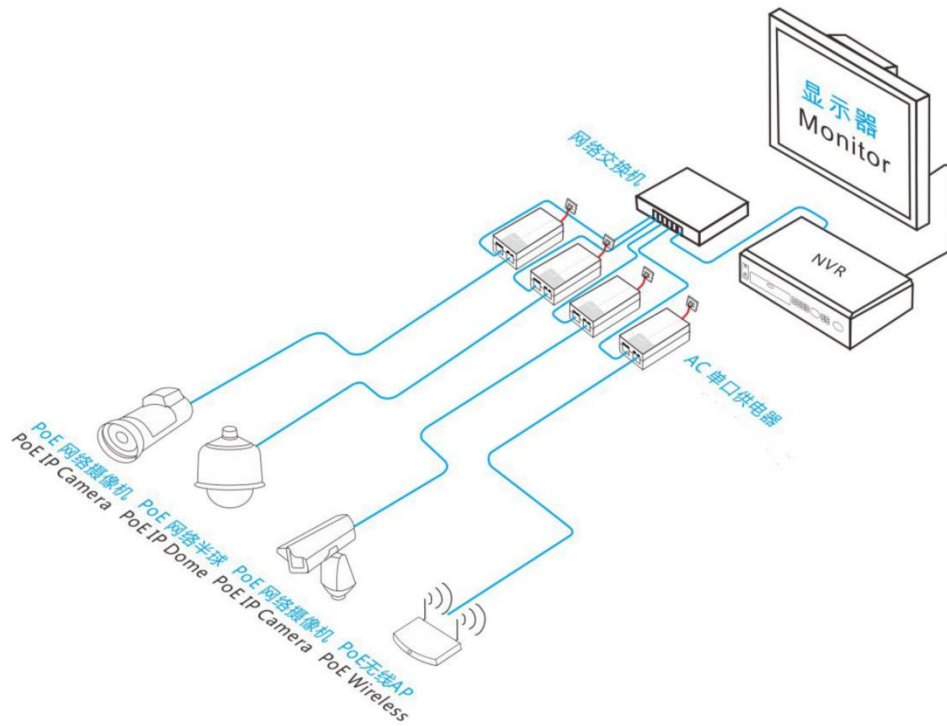 显示器
Monitor
网络交换机
NVR
AC 单口供电器
PoE 网络摄像机 PoE 网络半球 PoE 网络摄像机 PoE无线AP
PoE IP Camera PoE IP Dome PoE IP Camera PoE Wireless